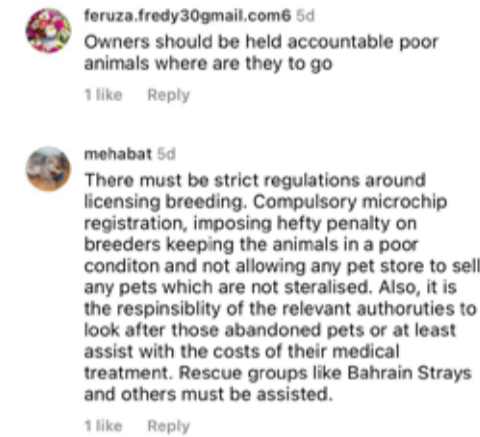 feruza.fredy30gmail.com6 5d
Owners should be held accountable poor
animals where are they to go
1 like Reply
mehabat 5d
There must be strict regulations around
licensing breeding. Compulsory microchip
registration, imposing hefty penalty on
breeders keeping the animals in a poor
conditon and not allowing any pet store to sell
any pets which are not steralised. Also, it is
the respinsiblity of the relevant authoruties to
look after those abandoned pets or at least
assist with the costs of their medical
treatment. Rescue groups like Bahrain Strays
and others must be assisted.
1 like Reply